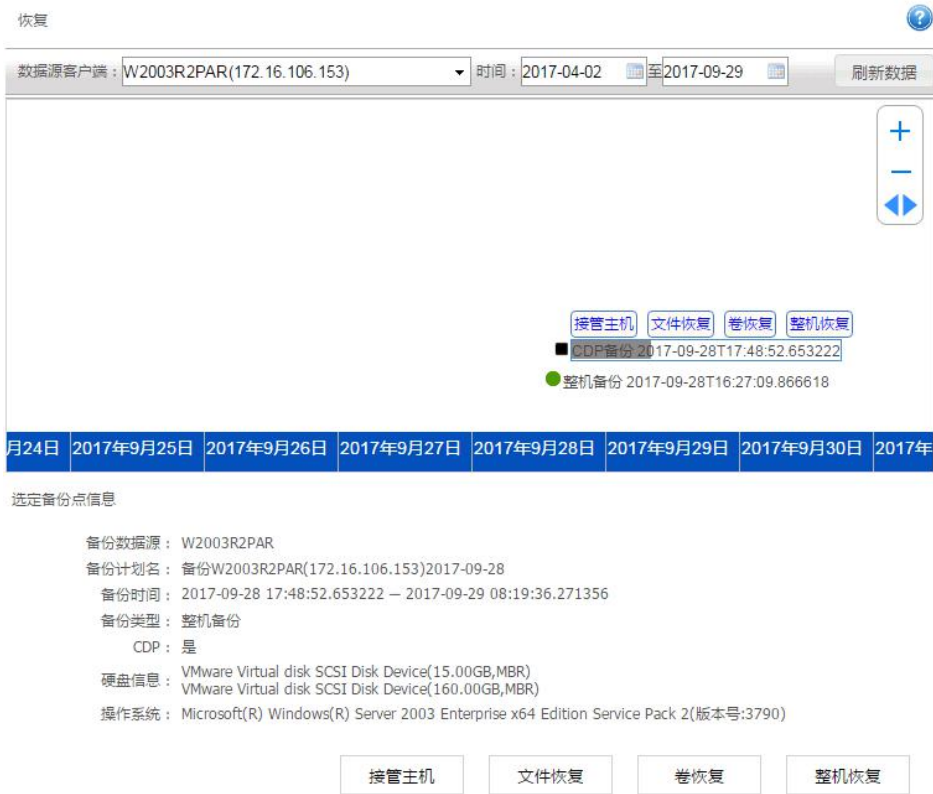 恢复
数据源客户端：W2003R2PAR(172.16.106.153) 时间：2017-04-02 至2017-09-29 刷新数据
接管主机 文件恢复 卷恢复 整机恢复
CDP备份 2017-09-28T17:48:52.653222
整机备份 2017-09-28T16:27:09.866618
月24日 2017年9月25日 2017年9月26日 2017年9月27日 2017年9月28日 2017年9月29日 2017年9月30日 2017年
选定备份点信息
备份数据源： W2003R2PAR
备份计划名： 备份W2003R2PAR(172.16.106.153)2017-09-28
备份时间： 2017-09-28 17:48:52.653222 — 2017-09-29 08:19:36.271356
备份类型： 整机备份
CDP： 是
硬盘信息： VMware Virtual disk SCSI Disk Device(15.00GB,MBR)
VMware Virtual disk SCSI Disk Device(160.00GB,MBR)
操作系统： Microsoft(R) Windows(R) Server 2003 Enterprise x64 Edition Service Pack 2(版本号:3790)
接管主机 文件恢复 卷恢复 整机恢复